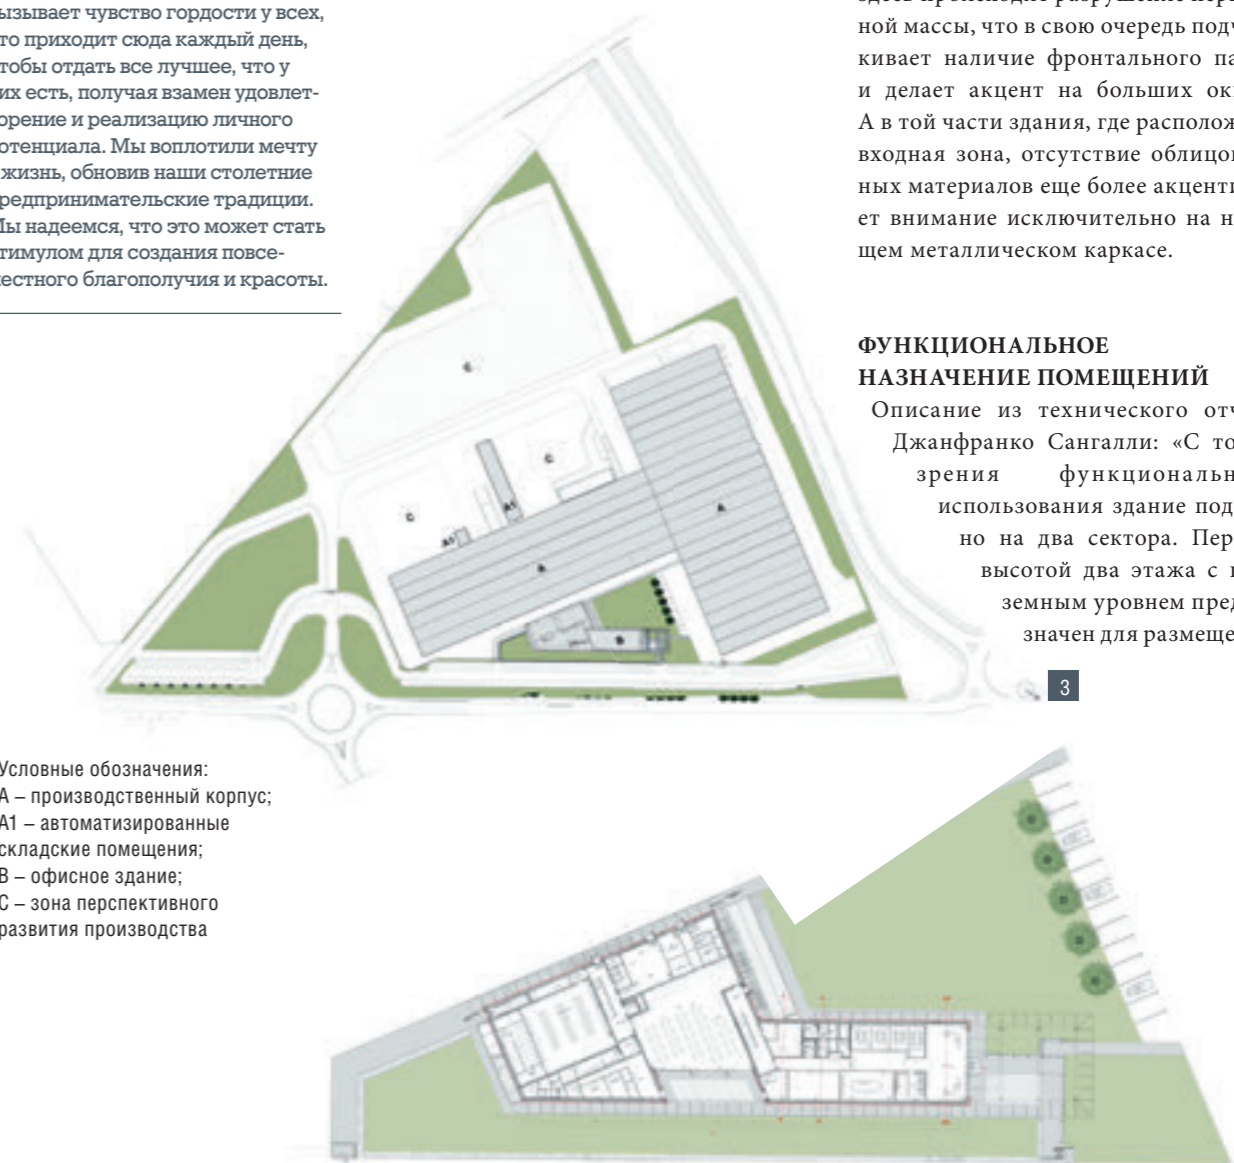 ызывает чувство гордости у всех,
то приходит сюда каждый день,
тобы отдать все лучшее, что у
их есть, получая взамен удовлет-
орение и реализацию личного
отенциала. Мы воплотили мечту
жизнь, обновив наши столетние
редпринимательские традиции.
Мы надеемся, что это может стать
тимулом для создания повсе-
местного благополучия и красоты.
здесь происходит разрушение
ной массы, что в свою очередь подч
кивает наличие фронтального па
и делает акцент на больших ок
А в той части здания, где располож
входная зона, отсутствие облицов
ных материалов еще более акценти
ет внимание исключительно на н
щем металлическом каркасе.
ФУНКЦИОНАЛЬНОЕ
НАЗНАЧЕНИЕ ПОМЕЩЕНИЙ
Описание из технического отч
Джанфранко Сангалли: «С то
зрения функциональн
использования здание под
но на два сектора. Пер
высотой два этажа с п
земным уровнем пред
значен для размеще
C
C
C
A1
A1
A
A
B
3
Условные обозначения:
А – производственный корпус;
А1 – автоматизированные
складские помещения;
В – офисное здание;
С – зона перспективного
развития производства